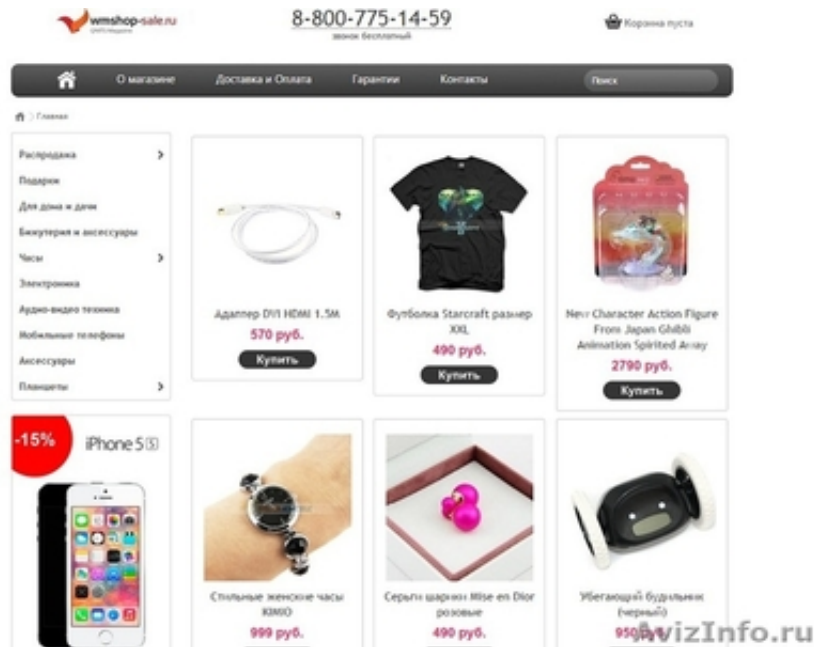 wmshop-sale.ru
8-800-775-14-59
звонок бесплатный
Корзина пуста
О магазине
Доставка и Оплата
Гарантии
Контакты
Поиск
Главная
Распродажа
Подарки
Для дома и дачи
Бижутерия и аксессуары
Часы
Электроника
Аудио-видео техника
Мобильные телефоны
Аксессуары
Планшеты
Адаптер DVI HDMI 1.5M
570 руб.
Купить
Футболка Starcraft размер
XXL
490 руб.
Купить
New Character Action Figure
From Japan Ghibli
Animation Spirited Array
2790 руб.
Купить
-15%
iPhone 5 S
Стильные женские часы
KIMIO
999 руб.
Серьги шарики Mise en Dior
розовые
490 руб.
Убегающий будильник
(черный)
950 руб.
AvizInfo.ru